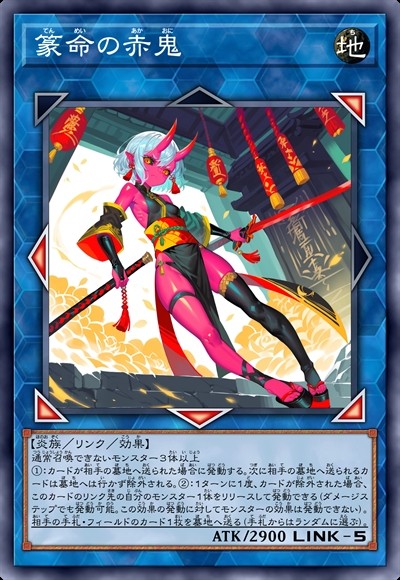 篆命の赤鬼
地
【炎族／リンク／効果】
通常召喚できないモンスター３体以上
①：カードが相手の墓地へ送られた場合に発動する。次に相手の墓地へ送られるカ
ードは墓地へは行かず除外される。②：１ターンに１度、カードが除外された場合、
このカードのリンク先の自分のモンスター１体をリリースして発動できる（ダメージス
テップでも発動可能。この効果の発動に対してモンスターの効果は発動できない）。
相手の手札・フィールドのカード１枚を墓地へ送る（手札からはランダムに選ぶ）。
ATK/2900 LINK-5